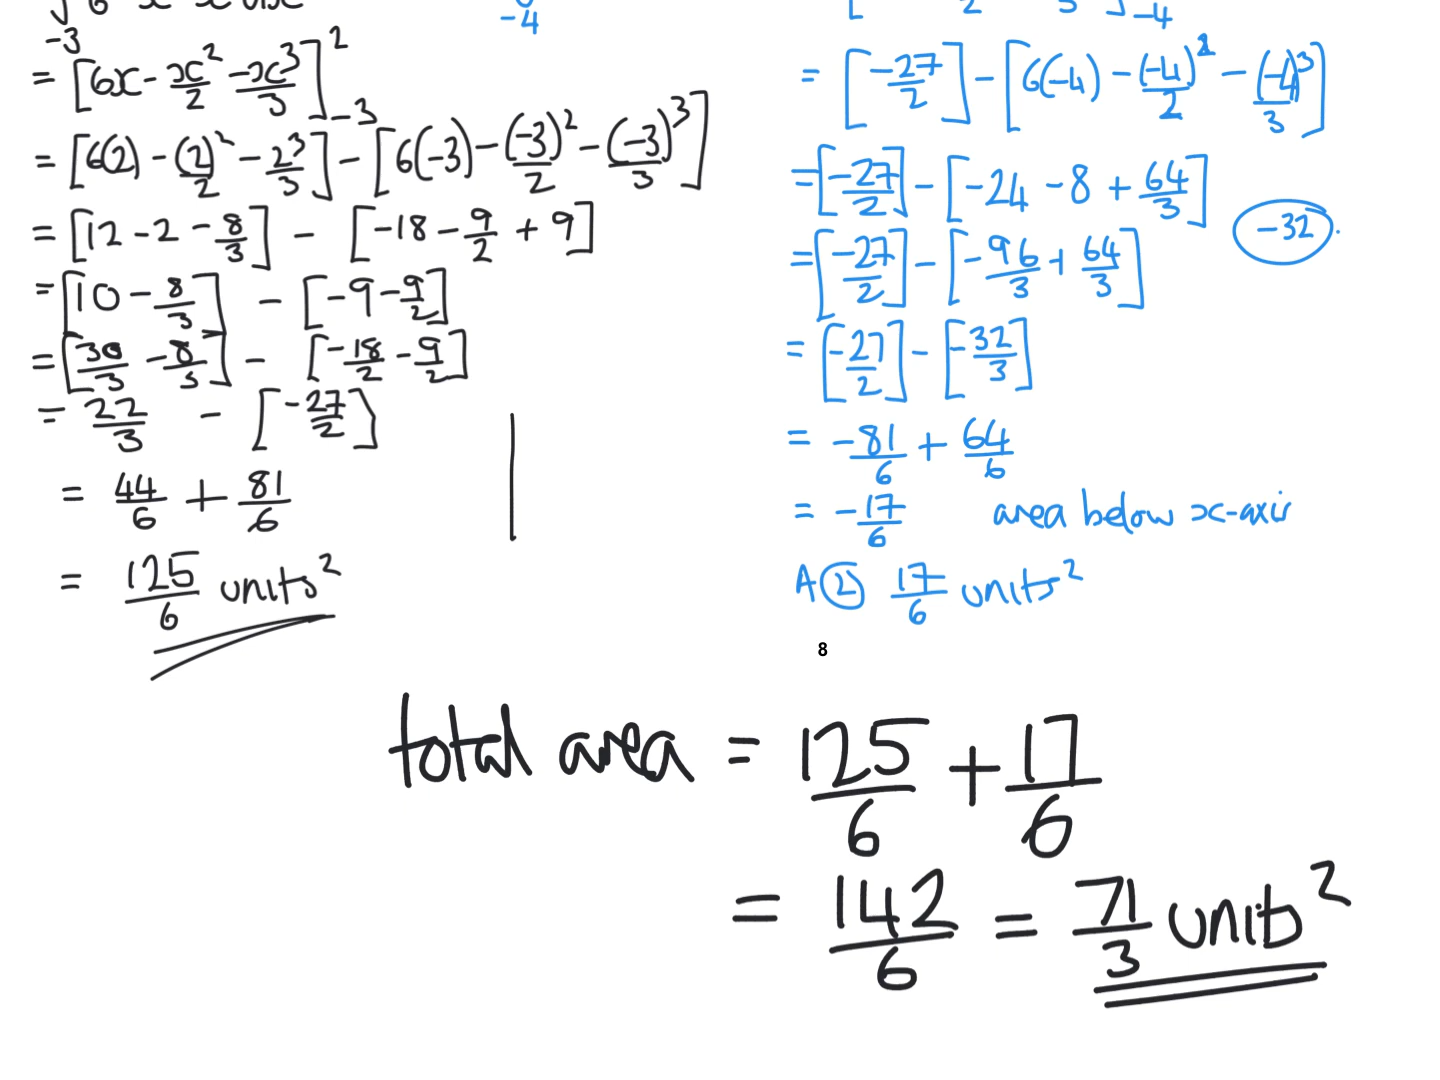 -3
= [6x - x²/2 - x³/3]²₋₃
= [6(2) - (2)²/2 - 2³/3] - [6(-3) - (-3)²/2 - (-3)³/3]
= [12 - 2 - 8/3] - [-18 - 9/2 + 9]
= [10 - 8/3] - [-9 - 9/2]
= [30/3 - 8/3] - [-18/2 - 9/2]
= 22/3 - [-27/2]
= 44/6 + 81/6
= 125/6 units²
-4
2 3 ]₋₄
= [-27/2] - [6(-4) - (-4)²/2 - (-4)³/3]
= [-27/2] - [-24 - 8 + 64/3]
-32
= [-27/2] - [-96/3 + 64/3]
= [-27/2] - [-32/3]
= -81/6 + 64/6
= -17/6 area below x-axis
A② 17/6 units²
8
total area = 125/6 + 17/6
= 142/6 = 71/3 units²